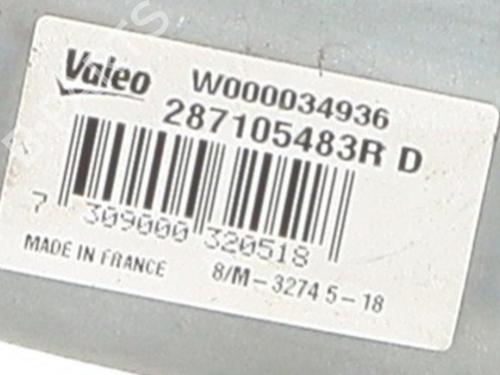 Valeo W000034936
287105483R D
7 309000 320518
MADE IN FRANCE 8/M-3274 5-18